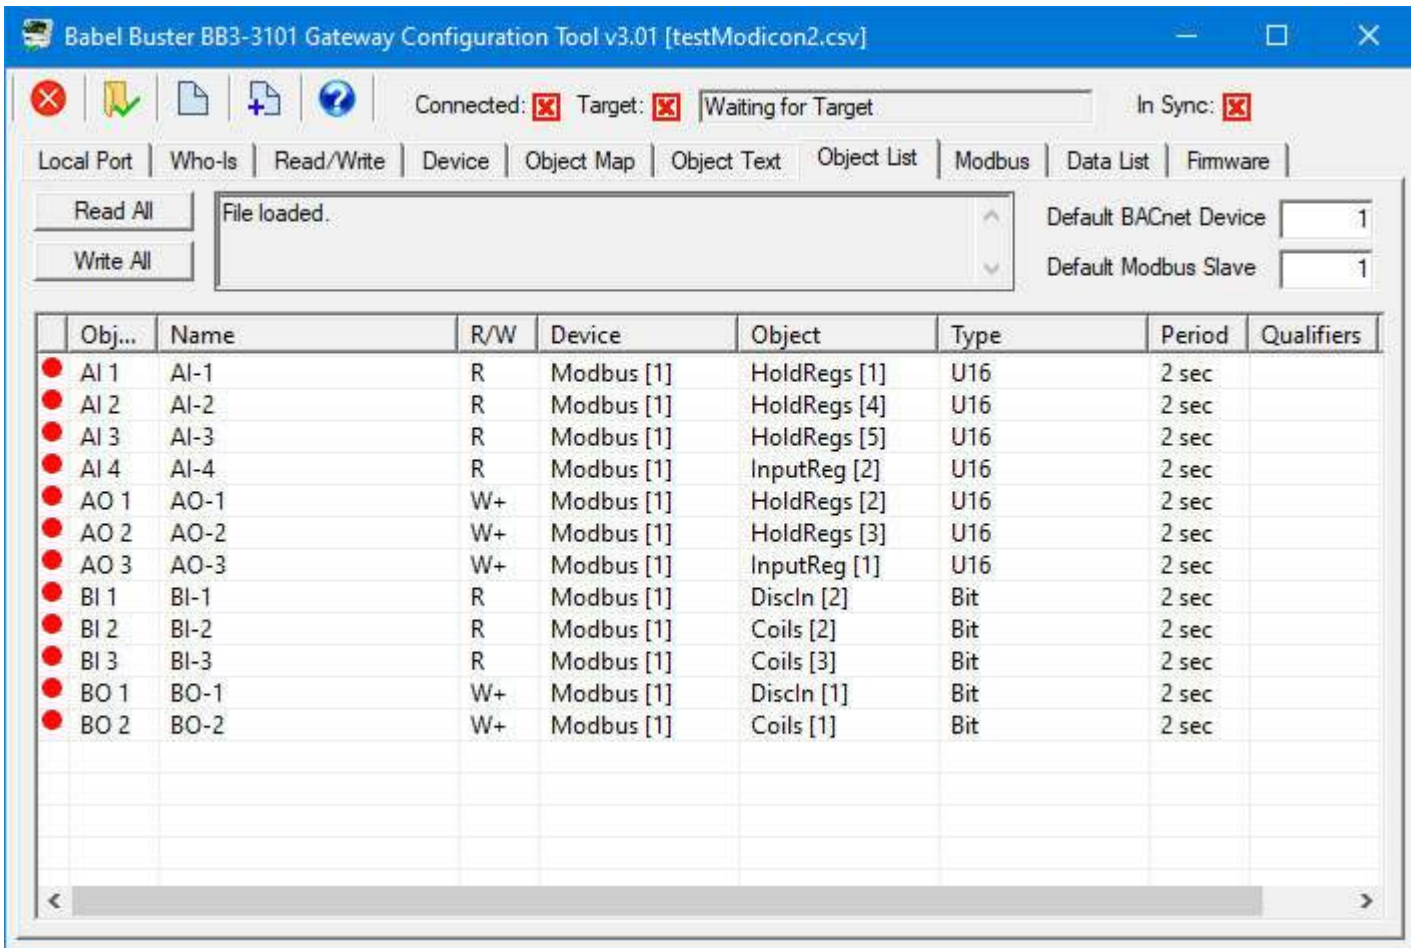 Babel Buster BB3-3101 Gateway Configuration Tool v3.01 [testModicon2.csv]
Connected: Target: Waiting for Target In Sync:
Local Port Who-Is Read/Write Device Object Map Object Text Object List Modbus Data List Firmware
Read All File loaded. Default BACnet Device 1
Write All Default Modbus Slave 1
Obj... Name R/W Device Object Type Period Qualifiers
AI 1 AI-1 R Modbus [1] HoldRegs [1] U16 2 sec
AI 2 AI-2 R Modbus [1] HoldRegs [4] U16 2 sec
AI 3 AI-3 R Modbus [1] HoldRegs [5] U16 2 sec
AI 4 AI-4 R Modbus [1] InputReg [2] U16 2 sec
AO 1 AO-1 W+ Modbus [1] HoldRegs [2] U16 2 sec
AO 2 AO-2 W+ Modbus [1] HoldRegs [3] U16 2 sec
AO 3 AO-3 W+ Modbus [1] InputReg [1] U16 2 sec
BI 1 BI-1 R Modbus [1] DiscIn [2] Bit 2 sec
BI 2 BI-2 R Modbus [1] Coils [2] Bit 2 sec
BI 3 BI-3 R Modbus [1] Coils [3] Bit 2 sec
BO 1 BO-1 W+ Modbus [1] DiscIn [1] Bit 2 sec
BO 2 BO-2 W+ Modbus [1] Coils [1] Bit 2 sec